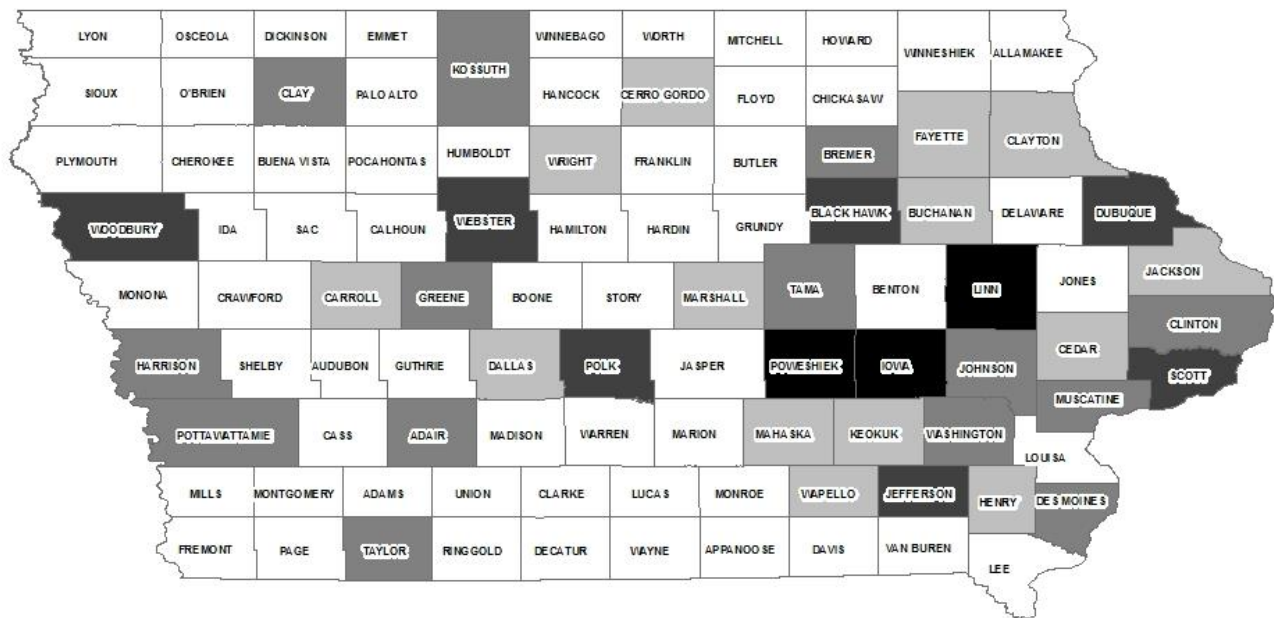 LYON OSCEOLA DICKINSON EMMET WINNEBAGO WORTH MITCHELL HOWARD
WINNESHIEK ALLAMAKEE
KOSSUTH
SIOUX O'BRIEN CLAY PALO ALTO HANCOCK CERRO GORDO FLOYD CHICKASAW
FAYETTE CLAYTON
PLYMOUTH CHEROKEE BUENA VISTA POCAHONTAS HUMBOLDT WRIGHT FRANKLIN BUTLER BREMER
WOODBURY IDA SAC CALHOUN WEBSTER HAMILTON HARDIN GRUNDY BLACK HAWK BUCHANAN DELAWARE DUBUQUE
MONONA CRAWFORD CARROLL GREENE BOONE STORY MARSHALL TAMA BENTON LINN JONES JACKSON
CLINTON
HARRISON SHELBY AUDUBON GUTHRIE DALLAS POLK JASPER POWESHIEK IOWA JOHNSON CEDAR SCOTT
MUSCATINE
POTTAWATTAMIE CASS ADAIR MADISON WARREN MARION MAHASKA KEOKUK WASHINGTON
LOUISA
MILLS MONTGOMERY ADAMS UNION CLARKE LUCAS MONROE WAPELLO JEFFERSON HENRY DES MOINES
FREMONT PAGE TAYLOR RINGGOLD DECATUR WAYNE APPANOOSE DAVIS VAN BUREN
LEE